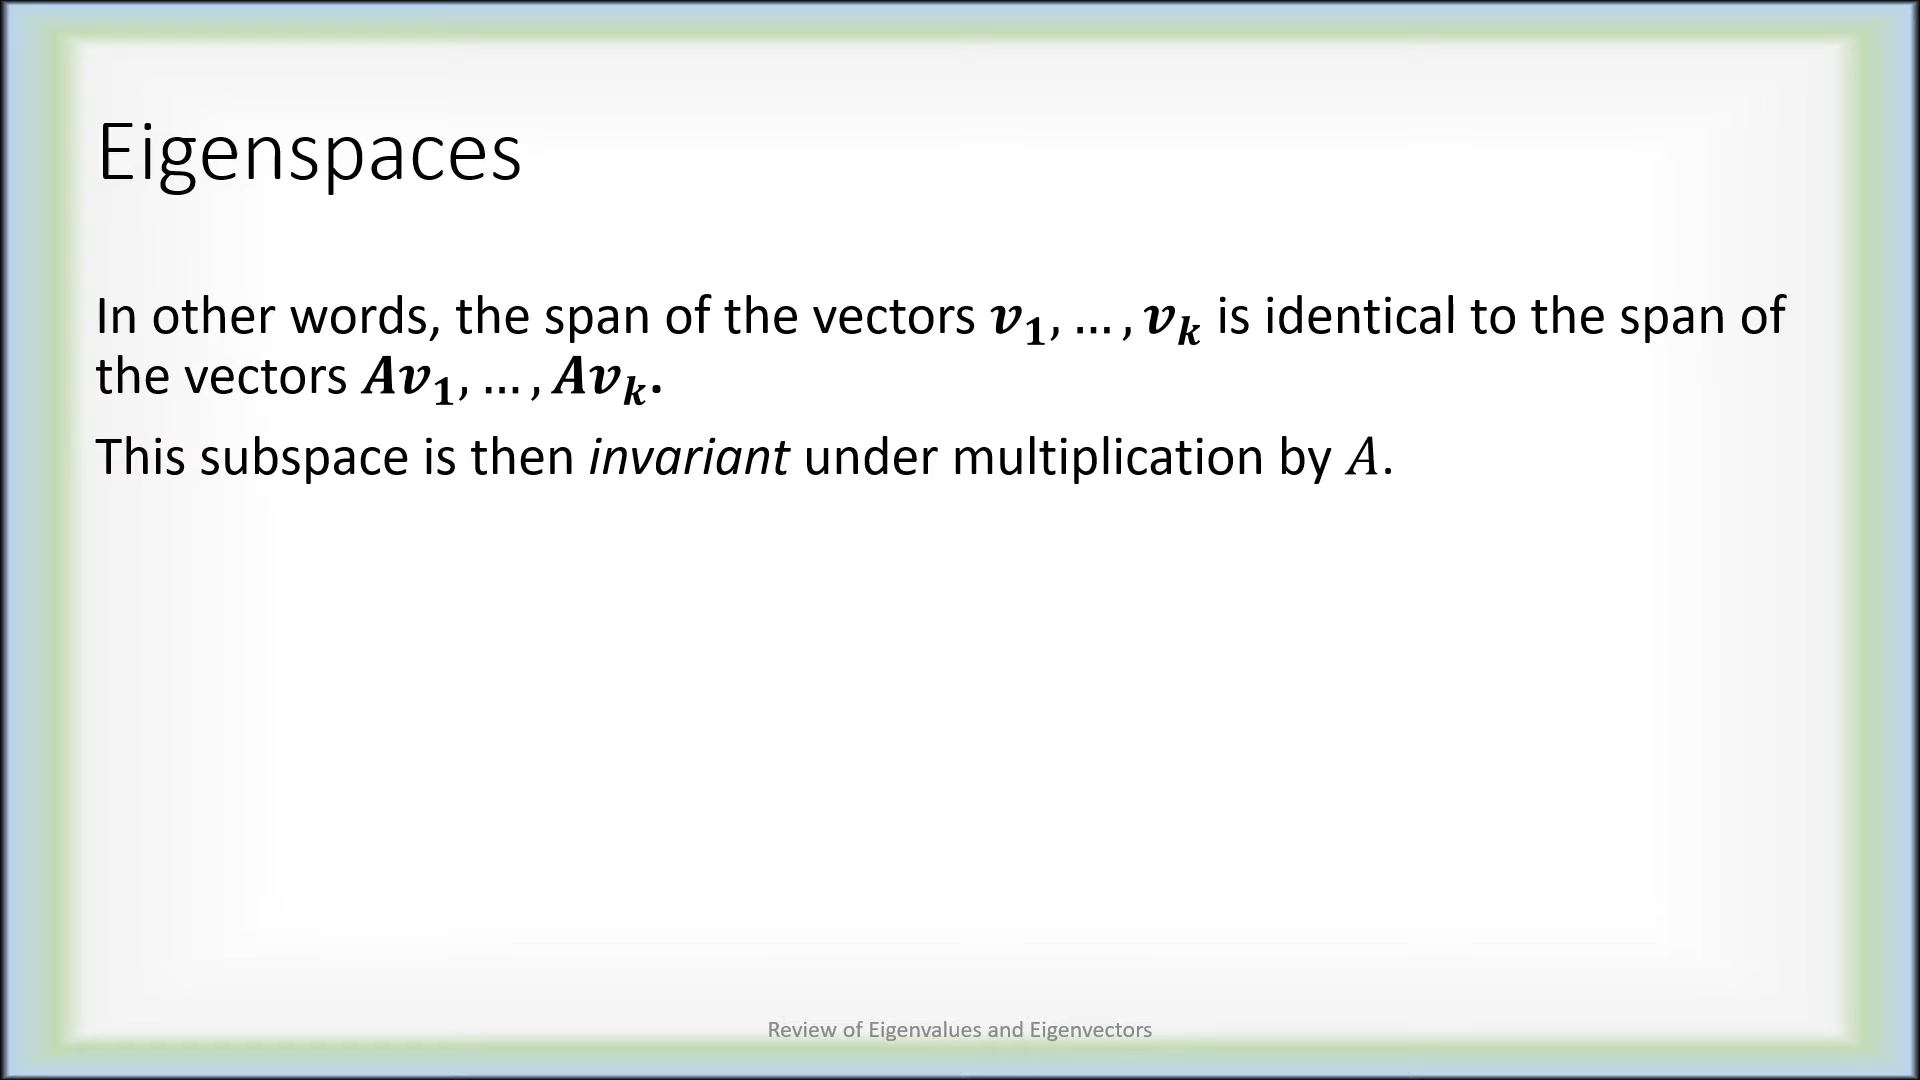 Eigenspaces
In other words, the span of the vectors 𝒗₁, … , 𝒗ₖ is identical to the span of
the vectors 𝑨𝒗₁, … , 𝑨𝒗ₖ.
This subspace is then invariant under multiplication by 𝐴.
Review of Eigenvalues and Eigenvectors